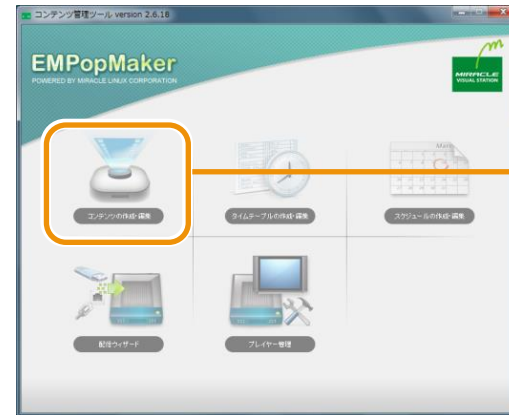 コンテンツ管理ツール version 2.6.18
EMPopMaker
POWERED BY MIRACLE LINUX CORPORATION
m
MIRACLE
VISUAL STATION
コンテンツの作成・編集
タイムテーブルの作成・編集
スケジュールの作成・編集
配信ウィザード
プレイヤー管理